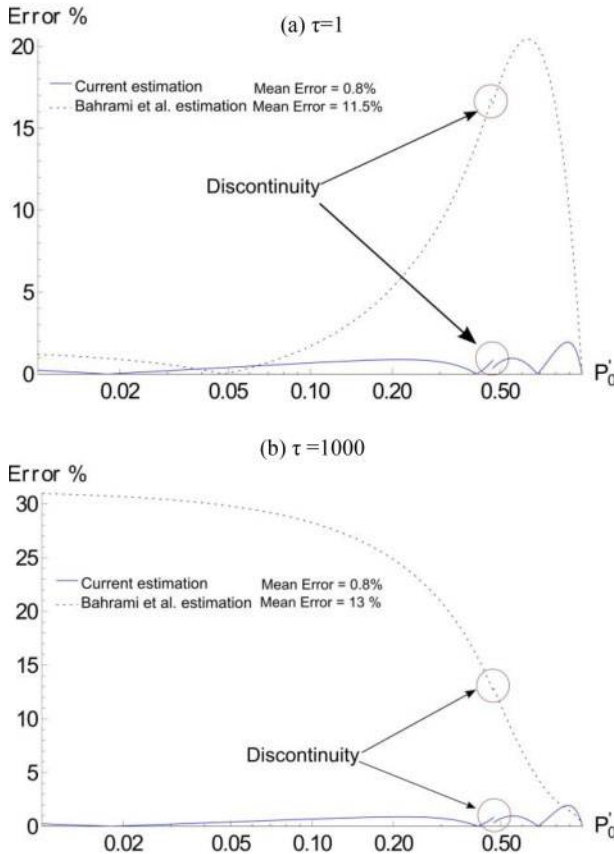 (a) τ=1
Error %
20
Current estimation Mean Error = 0.8%
Bahrami et al. estimation Mean Error = 11.5%
15
Discontinuity
10
5
0
0.02 0.05 0.10 0.20 0.50 P'0
(b) τ =1000
Error %
30
25
Current estimation Mean Error = 0.8%
Bahrami et al. estimation Mean Error = 13 %
20
15
10
Discontinuity
5
0
0.02 0.05 0.10 0.20 0.50 P'0